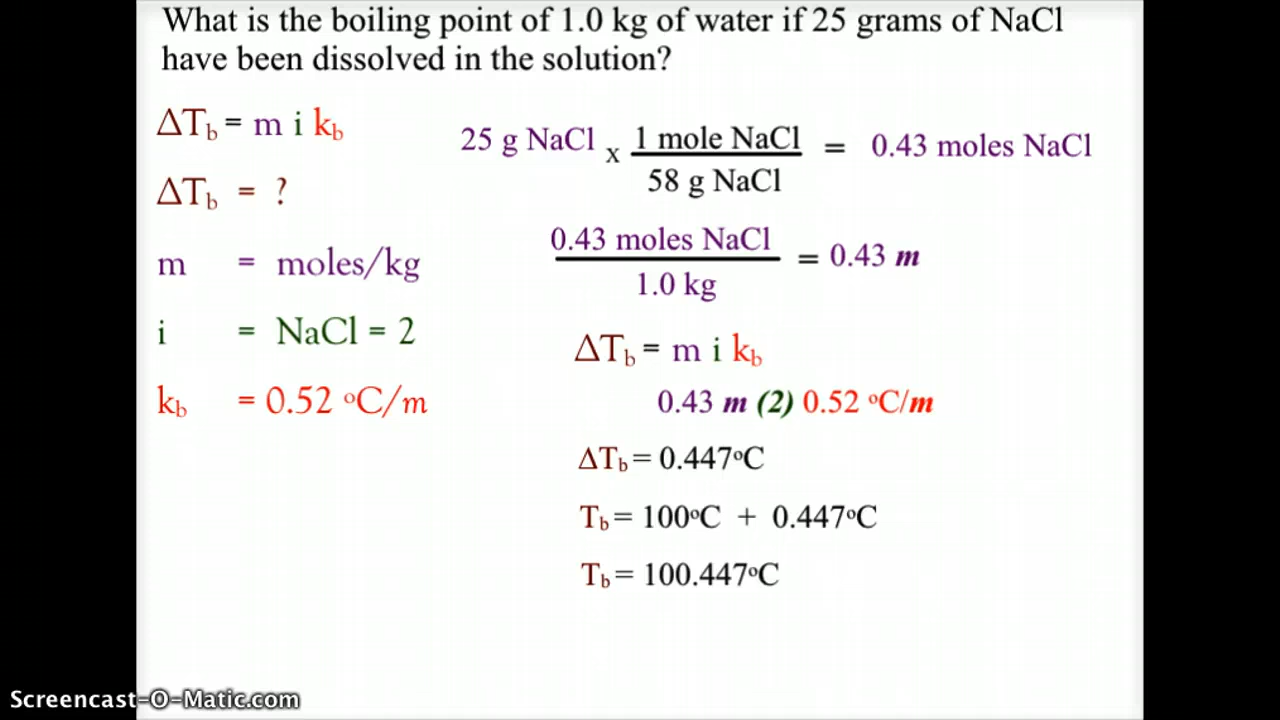 What is the boiling point of 1.0 kg of water if 25 grams of NaCl
have been dissolved in the solution?
ΔTb = m i kb
ΔTb = ?
m = moles/kg
i = NaCl = 2
kb = 0.52 °C/m
25 g NaCl x 1 mole NaCl = 0.43 moles NaCl
58 g NaCl
0.43 moles NaCl = 0.43 m
1.0 kg
ΔTb = m i kb
0.43 m (2) 0.52 °C/m
ΔTb = 0.447°C
Tb = 100°C + 0.447°C
Tb = 100.447°C
Screencast-O-Matic.com